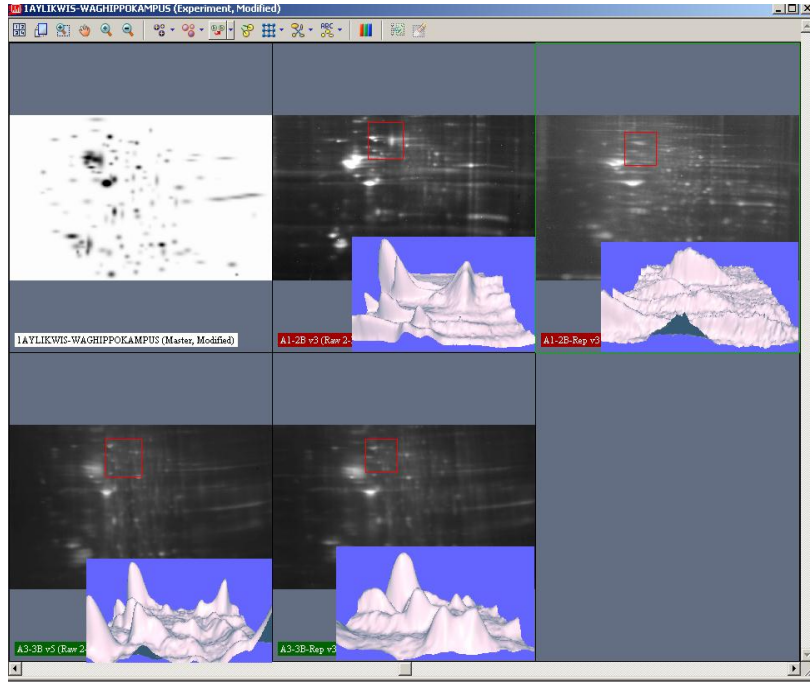 1AYLIKWIS-WAGHIPPOKAMPUS (Experiment, Modified)
ABC
1AYLIKWIS-WAGHIPPOKAMPUS (Master, Modified)
A1-2B v3 (Raw 2-
A1-2B-Rep v3
A3-3B v5 (Raw 2-
A3-3B-Rep v3